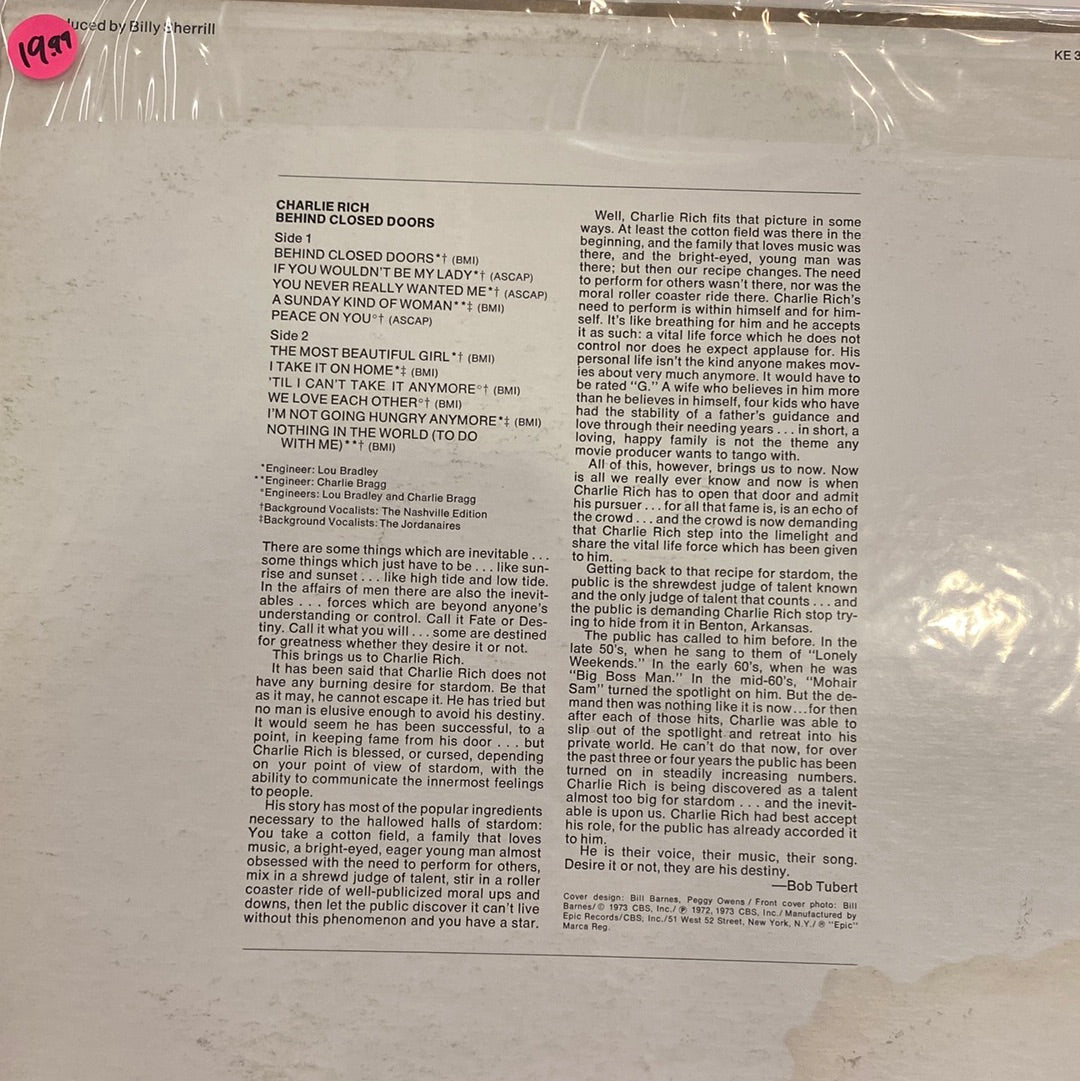 uced by Billy Sherrill
19.99
KE 3
CHARLIE RICH
BEHIND CLOSED DOORS
Side 1
BEHIND CLOSED DOORS*† (BMI)
IF YOU WOULDN'T BE MY LADY*† (ASCAP)
YOU NEVER REALLY WANTED ME*† (ASCAP)
A SUNDAY KIND OF WOMAN**‡ (BMI)
PEACE ON YOU°† (ASCAP)
Side 2
THE MOST BEAUTIFUL GIRL*† (BMI)
I TAKE IT ON HOME*‡ (BMI)
'TIL I CAN'T TAKE IT ANYMORE°† (BMI)
WE LOVE EACH OTHER°† (BMI)
I'M NOT GOING HUNGRY ANYMORE*‡ (BMI)
NOTHING IN THE WORLD (TO DO
WITH ME)**† (BMI)
*Engineer: Lou Bradley
**Engineer: Charlie Bragg
°Engineers: Lou Bradley and Charlie Bragg
†Background Vocalists: The Nashville Edition
‡Background Vocalists: The Jordanaires
There are some things which are inevitable . . .
some things which just have to be . . . like sun-
rise and sunset . . . like high tide and low tide.
In the affairs of men there are also the inevit-
ables . . . forces which are beyond anyone's
understanding or control. Call it Fate or Des-
tiny. Call it what you will . . . some are destined
for greatness whether they desire it or not.
This brings us to Charlie Rich.
It has been said that Charlie Rich does not
have any burning desire for stardom. Be that
as it may, he cannot escape it. He has tried but
no man is elusive enough to avoid his destiny.
It would seem he has been successful, to a
point, in keeping fame from his door . . . but
Charlie Rich is blessed, or cursed, depending
on your point of view of stardom, with the
ability to communicate the innermost feelings
to people.
His story has most of the popular ingredients
necessary to the hallowed halls of stardom:
You take a cotton field, a family that loves
music, a bright-eyed, eager young man almost
obsessed with the need to perform for others,
mix in a shrewd judge of talent, stir in a roller
coaster ride of well-publicized moral ups and
downs, then let the public discover it can't live
without this phenomenon and you have a star.
Well, Charlie Rich fits that picture in some
ways. At least the cotton field was there in the
beginning, and the family that loves music was
there, and the bright-eyed, young man was
there; but then our recipe changes. The need
to perform for others wasn't there, nor was the
moral roller coaster ride there. Charlie Rich's
need to perform is within himself and for him-
self. It's like breathing for him and he accepts
it as such: a vital life force which he does not
control nor does he expect applause for. His
personal life isn't the kind anyone makes mov-
ies about very much anymore. It would have to
be rated "G." A wife who believes in him more
than he believes in himself, four kids who have
had the stability of a father's guidance and
love through their needing years . . . in short, a
loving, happy family is not the theme any
movie producer wants to tango with.
All of this, however, brings us to now. Now
is all we really ever know and now is when
Charlie Rich has to open that door and admit
his pursuer . . . for all that fame is, is an echo of
the crowd . . . and the crowd is now demanding
that Charlie Rich step into the limelight and
share the vital life force which has been given
to him.
Getting back to that recipe for stardom, the
public is the shrewdest judge of talent known
and the only judge of talent that counts . . . and
the public is demanding Charlie Rich stop try-
ing to hide from it in Benton, Arkansas.
The public has called to him before. In the
late 50's, when he sang to them of "Lonely
Weekends." In the early 60's, when he was
"Big Boss Man." In the mid-60's, "Mohair
Sam" turned the spotlight on him. But the de-
mand then was nothing like it is now...for then
after each of those hits, Charlie was able to
slip out of the spotlight and retreat into his
private world. He can't do that now, for over
the past three or four years the public has been
turned on in steadily increasing numbers.
Charlie Rich is being discovered as a talent
almost too big for stardom . . . and the inevit-
able is upon us. Charlie Rich had best accept
his role, for the public has already accorded it
to him.
He is their voice, their music, their song.
Desire it or not, they are his destiny.
—Bob Tubert
Cover design: Bill Barnes, Peggy Owens / Front cover photo: Bill
Barnes/ © 1973 CBS, Inc./ ℗ 1972, 1973 CBS, Inc./ Manufactured by
Epic Records/CBS, Inc./51 West 52 Street, New York, N.Y./ ® "Epic"
Marca Reg.